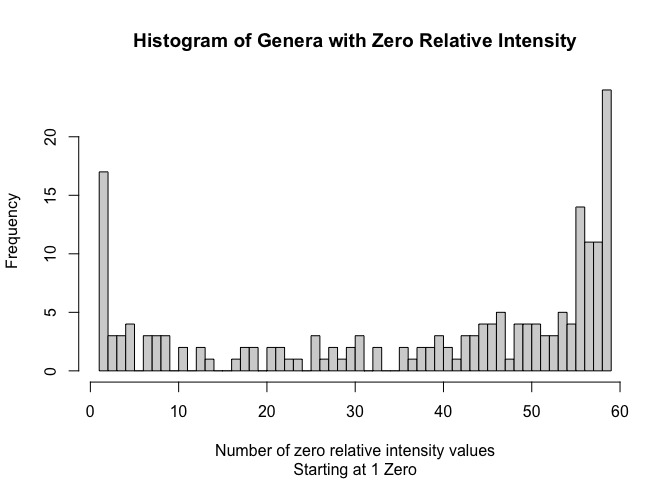 Histogram of Genera with Zero Relative Intensity
Frequency
20
15
10
5
0
0 10 20 30 40 50 60
Number of zero relative intensity values
Starting at 1 Zero